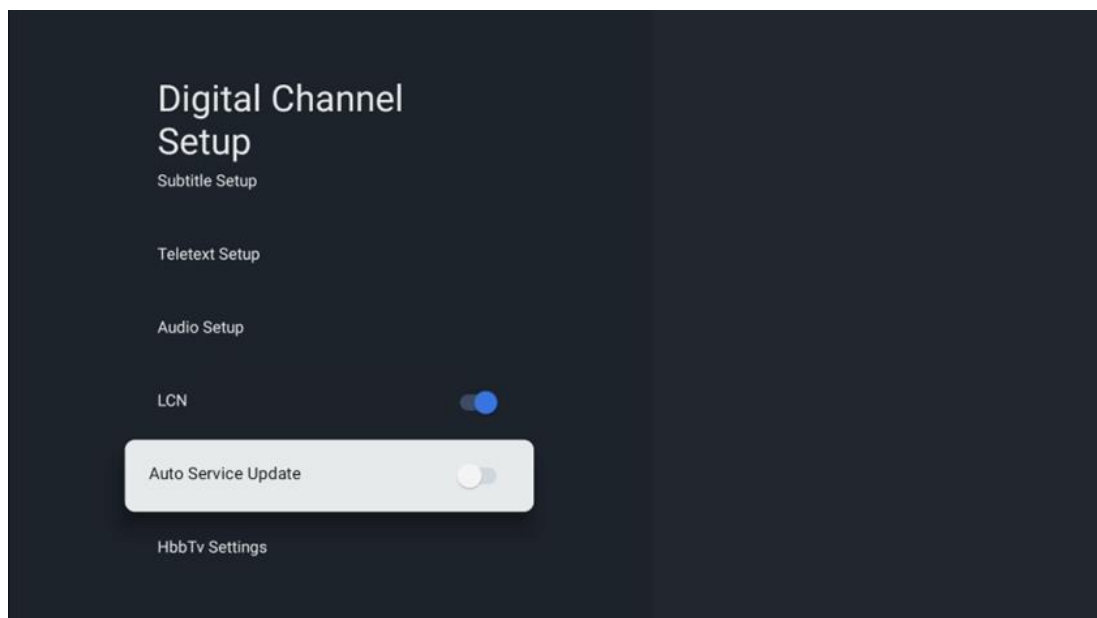 Digital Channel
Setup
Subtitle Setup
Teletext Setup
Audio Setup
LCN
Auto Service Update
HbbTv Settings